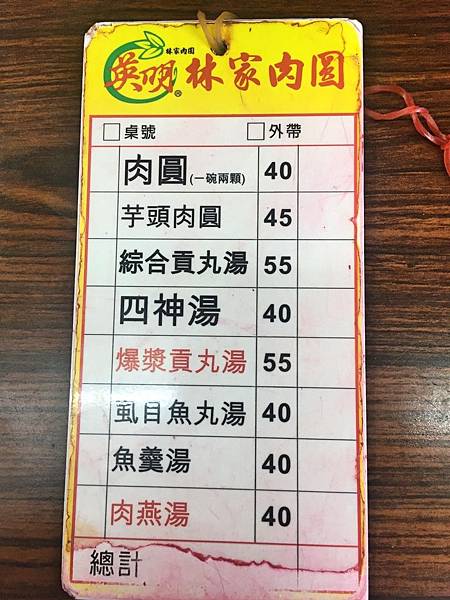 林家肉圓
英明 ® 林家肉圓
桌號 外帶
肉圓(一碗兩顆) 40
芋頭肉圓 45
綜合貢丸湯 55
四神湯 40
爆漿貢丸湯 55
虱目魚丸湯 40
魚羹湯 40
肉燕湯 40
總計